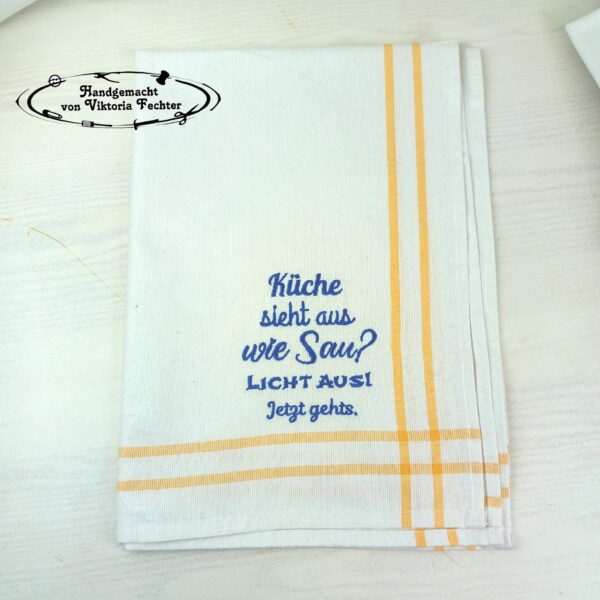 Handgemacht
von Viktoria Fechter
Küche
sieht aus
wie Sau?
LICHT AUS!
Jetzt gehts.